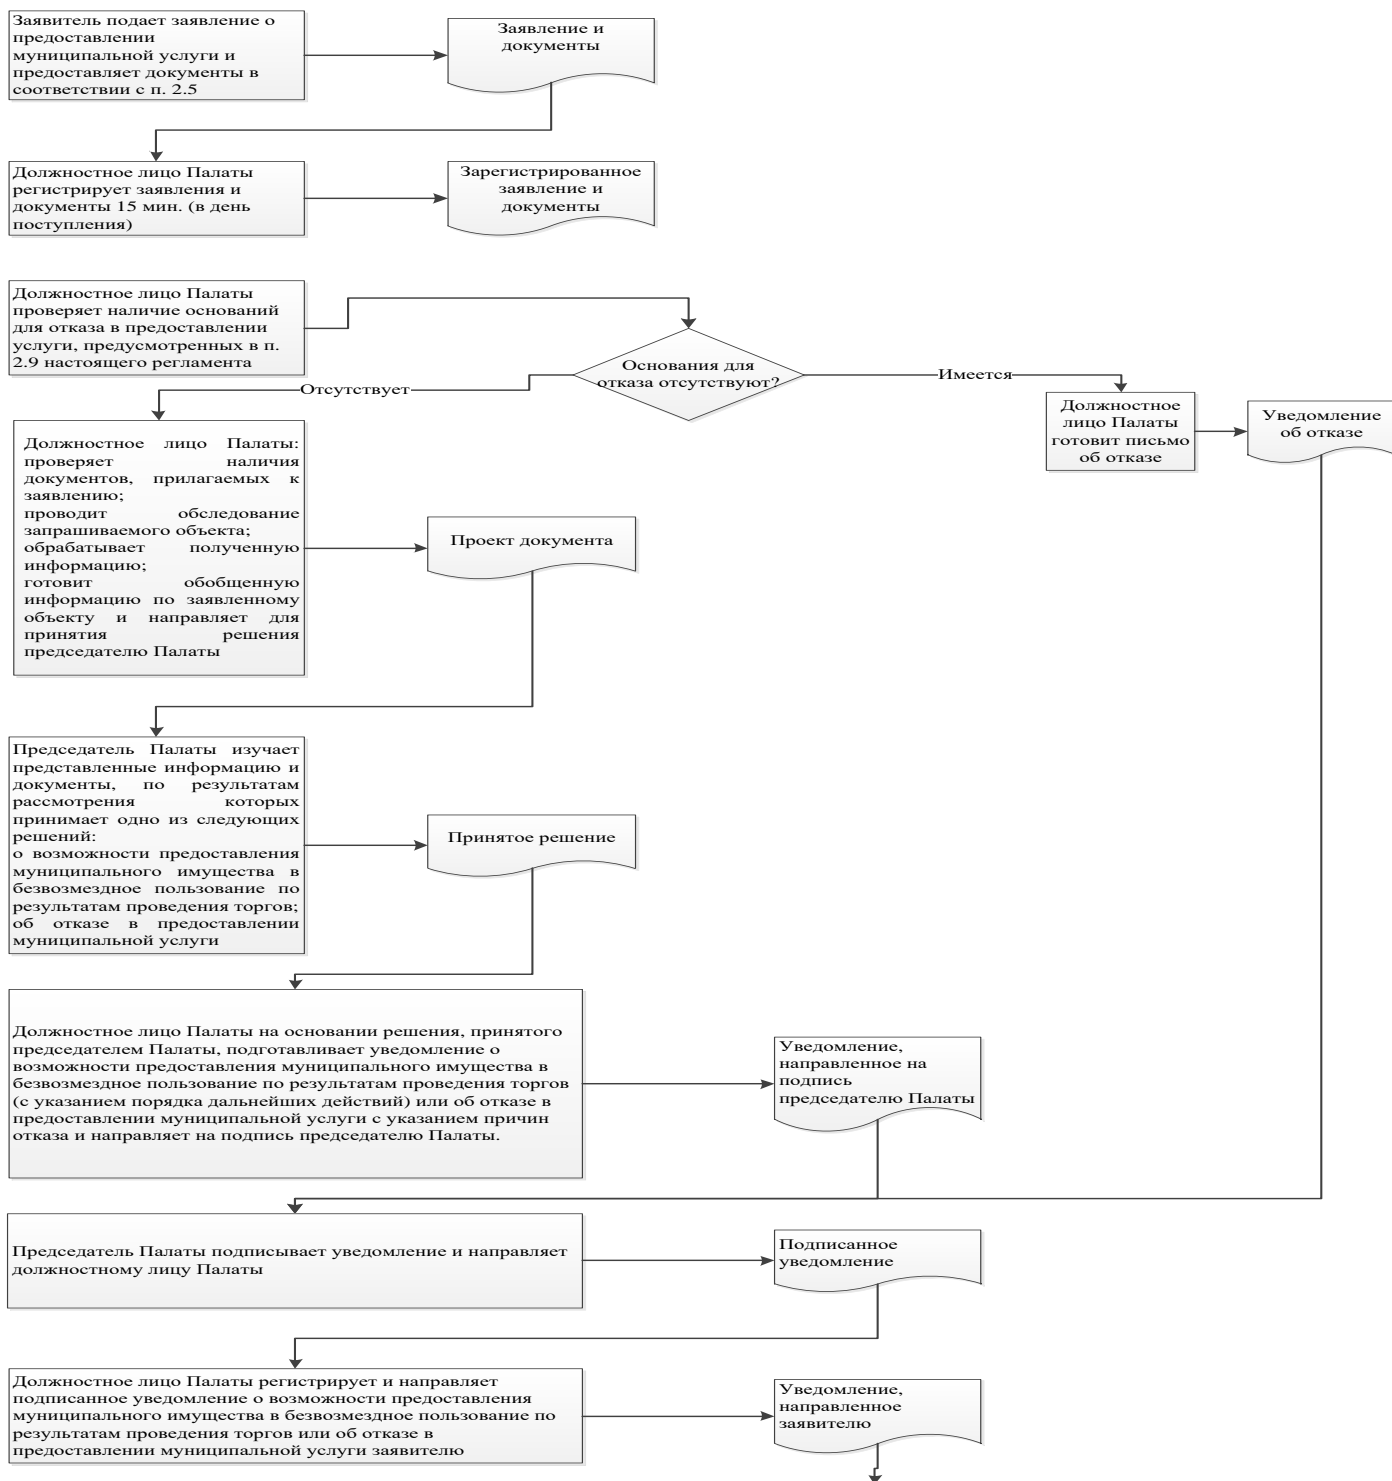 Заявитель подает заявление о
предоставлении
муниципальной услуги и
предоставляет документы в
соответствии с п. 2.5
Заявление и
документы
Должностное лицо Палаты
регистрирует заявления и
документы 15 мин. (в день
поступления)
Зарегистрированное
заявление и
документы
Должностное лицо Палаты
проверяет наличие оснований
для отказа в предоставлении
услуги, предусмотренных в п.
2.9 настоящего регламента
Основания для
отказа отсутствуют?
Отсутствует
Имеется
Должностное
лицо Палаты
готовит письмо
об отказе
Уведомление
об отказе
Должностное лицо Палаты:
проверяет наличия
документов, прилагаемых к
заявлению;
проводит обследование
запрашиваемого объекта;
обрабатывает полученную
информацию;
готовит обобщенную
информацию по заявленному
объекту и направляет для
принятия решения
председателю Палаты
Проект документа
Председатель Палаты изучает
представленные информацию и
документы, по результатам
рассмотрения которых
принимает одно из следующих
решений:
о возможности предоставления
муниципального имущества в
безвозмездное пользование по
результатам проведения торгов;
об отказе в предоставлении
муниципальной услуги
Принятое решение
Должностное лицо Палаты на основании решения, принятого
председателем Палаты, подготавливает уведомление о
возможности предоставления муниципального имущества в
безвозмездное пользование по результатам проведения торгов
(с указанием порядка дальнейших действий) или об отказе в
предоставлении муниципальной услуги с указанием причин
отказа и направляет на подпись председателю Палаты.
Уведомление,
направленное на
подпись
председателю Палаты
Председатель Палаты подписывает уведомление и направляет
должностному лицу Палаты
Подписанное
уведомление
Должностное лицо Палаты регистрирует и направляет
подписанное уведомление о возможности предоставления
муниципального имущества в безвозмездное пользование по
результатам проведения торгов или об отказе в
предоставлении муниципальной услуги заявителю
Уведомление,
направленное
заявителю